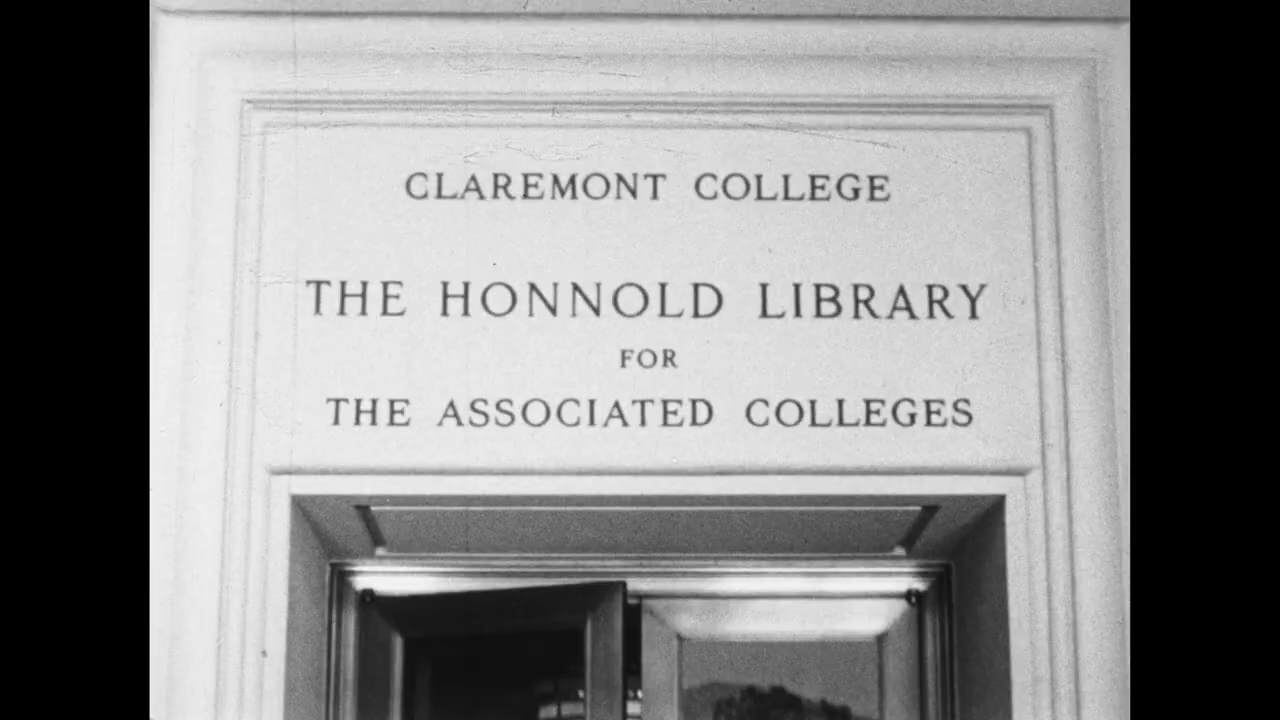 CLAREMONT COLLEGE
THE HONNOLD LIBRARY
FOR
THE ASSOCIATED COLLEGES